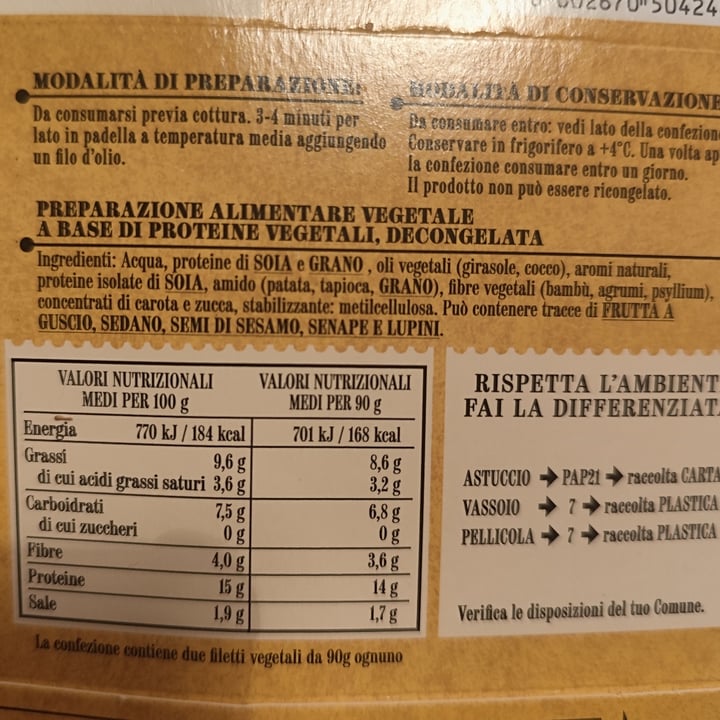 50424
MODALITÀ DI PREPARAZIONE:
Da consumarsi previa cottura. 3-4 minuti per
lato in padella a temperatura media aggiungendo
un filo d'olio.
MODALITÀ DI CONSERVAZIONE
Da consumare entro: vedi lato della confezione
Conservare in frigorifero a +4°C. Una volta ap
la confezione consumare entro un giorno.
Il prodotto non può essere ricongelato.
PREPARAZIONE ALIMENTARE VEGETALE
A BASE DI PROTEINE VEGETALI, DECONGELATA
Ingredienti: Acqua, proteine di SOIA e GRANO , oli vegetali (girasole, cocco), aromi naturali,
proteine isolate di SOIA, amido (patata, tapioca, GRANO), fibre vegetali (bambù, agrumi, psyllium),
concentrati di carota e zucca, stabilizzante: metilcellulosa. Può contenere tracce di FRUTTA A
GUSCIO, SEDANO, SEMI DI SESAMO, SENAPE E LUPINI.
VALORI NUTRIZIONALI VALORI NUTRIZIONALI
MEDI PER 100 g MEDI PER 90 g
Energia 770 kJ / 184 kcal 701 kJ / 168 kcal
Grassi 9,6 g 8,6 g
di cui acidi grassi saturi 3,6 g 3,2 g
Carboidrati 7,5 g 6,8 g
di cui zuccheri 0 g 0 g
Fibre 4,0 g 3,6 g
Proteine 15 g 14 g
Sale 1,9 g 1,7 g
La confezione contiene due filetti vegetali da 90g ognuno
RISPETTA L'AMBIENT
FAI LA DIFFERENZIAT
ASTUCCIO → PAP21 → raccolta CARTA
VASSOIO → 7 → raccolta PLASTICA
PELLICOLA → 7 → raccolta PLASTICA
Verifica le disposizioni del tuo Comune.